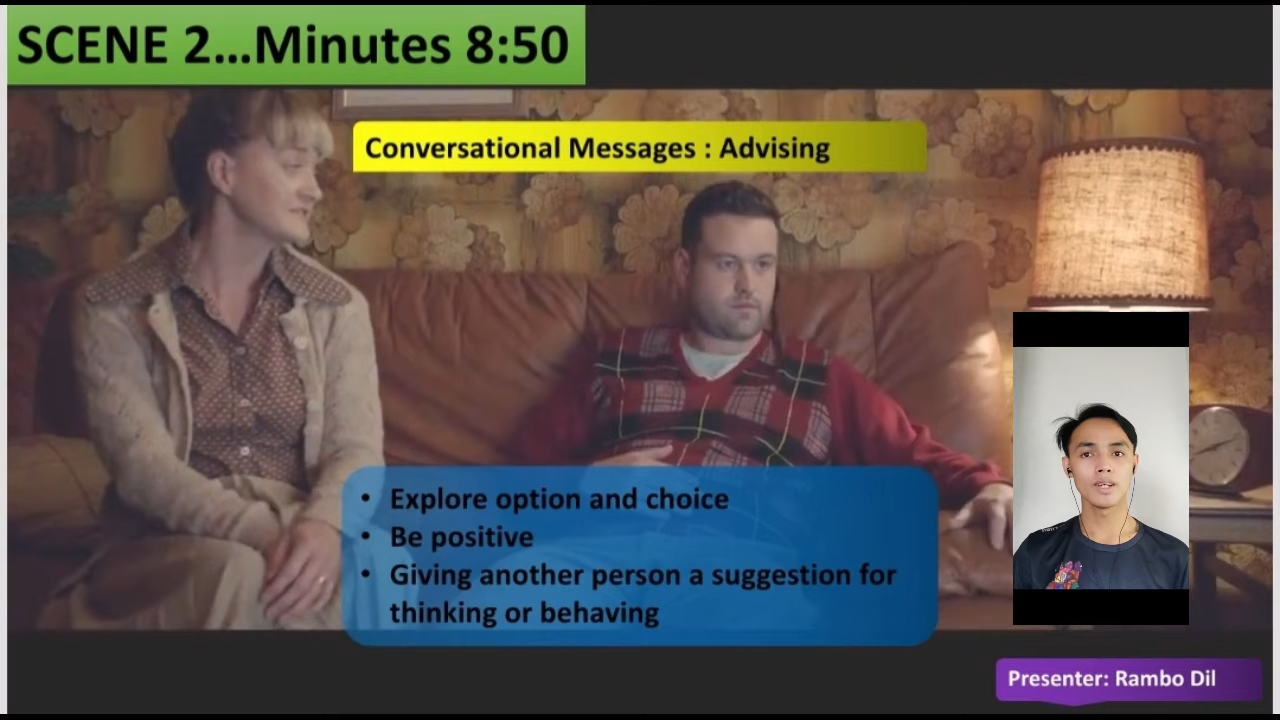 SCENE 2...Minutes 8:50
Conversational Messages : Advising
• Explore option and choice
• Be positive
• Giving another person a suggestion for
thinking or behaving
Presenter: Rambo Dil